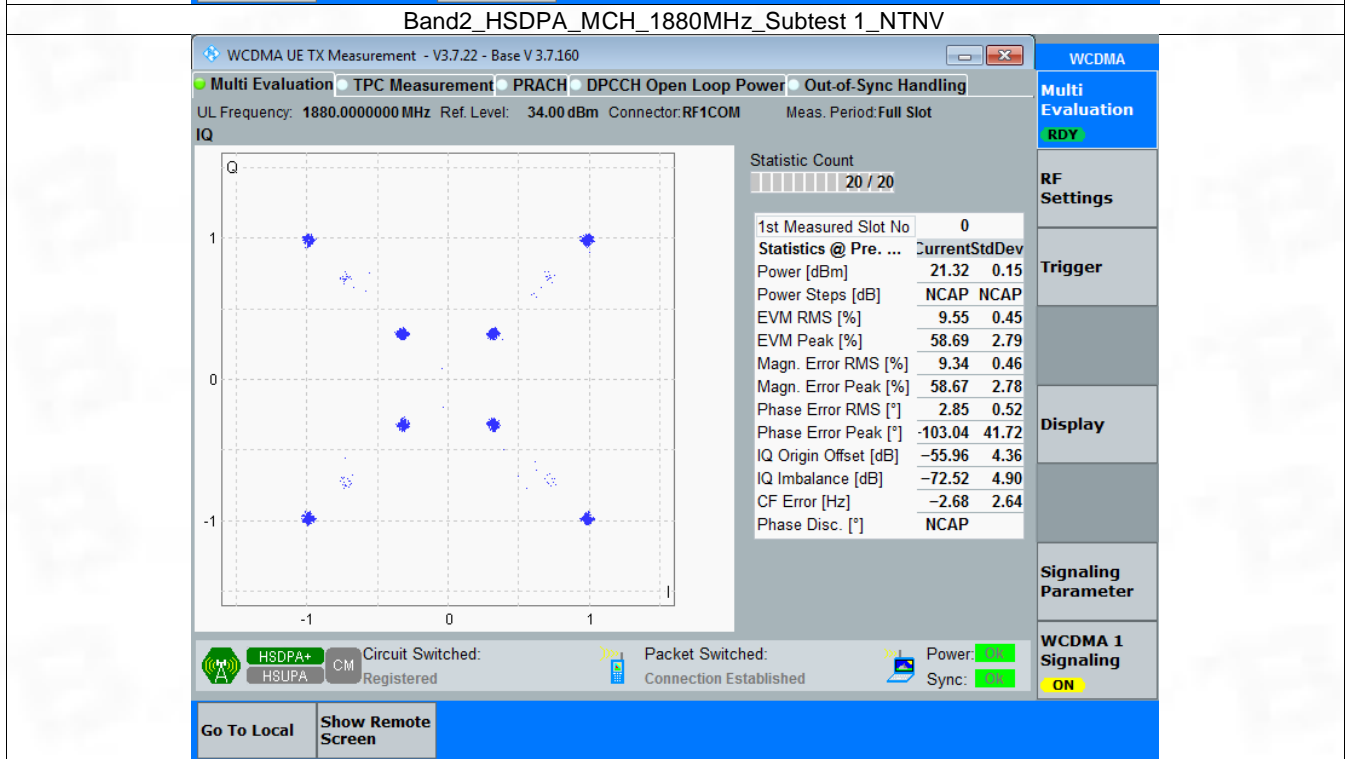 Band2_HSDPA_MCH_1880MHz_Subtest 1_NTNV
WCDMA UE TX Measurement - V3.7.22 - Base V 3.7.160
WCDMA
Multi Evaluation TPC Measurement PRACH DPCCH Open Loop Power Out-of-Sync Handling
UL Frequency: 1880.0000000 MHz Ref. Level: 34.00 dBm Connector: RF1COM Meas. Period: Full Slot
IQ
Q
1
0
-1
I
-1 0 1
Statistic Count
20 / 20
1st Measured Slot No 0
Statistics @ Pre. ... Current StdDev
Power [dBm] 21.32 0.15
Power Steps [dB] NCAP NCAP
EVM RMS [%] 9.55 0.45
EVM Peak [%] 58.69 2.79
Magn. Error RMS [%] 9.34 0.46
Magn. Error Peak [%] 58.67 2.78
Phase Error RMS [°] 2.85 0.52
Phase Error Peak [°] -103.04 41.72
IQ Origin Offset [dB] −55.96 4.36
IQ Imbalance [dB] −72.52 4.90
CF Error [Hz] −2.68 2.64
Phase Disc. [°] NCAP
Multi
Evaluation
RDY
RF
Settings
Trigger
Display
Signaling
Parameter
WCDMA 1
Signaling
ON
HSDPA+
HSUPA
CM
Circuit Switched:
Registered
Packet Switched:
Connection Established
Power: Ok
Sync: Ok
Go To Local
Show Remote
Screen